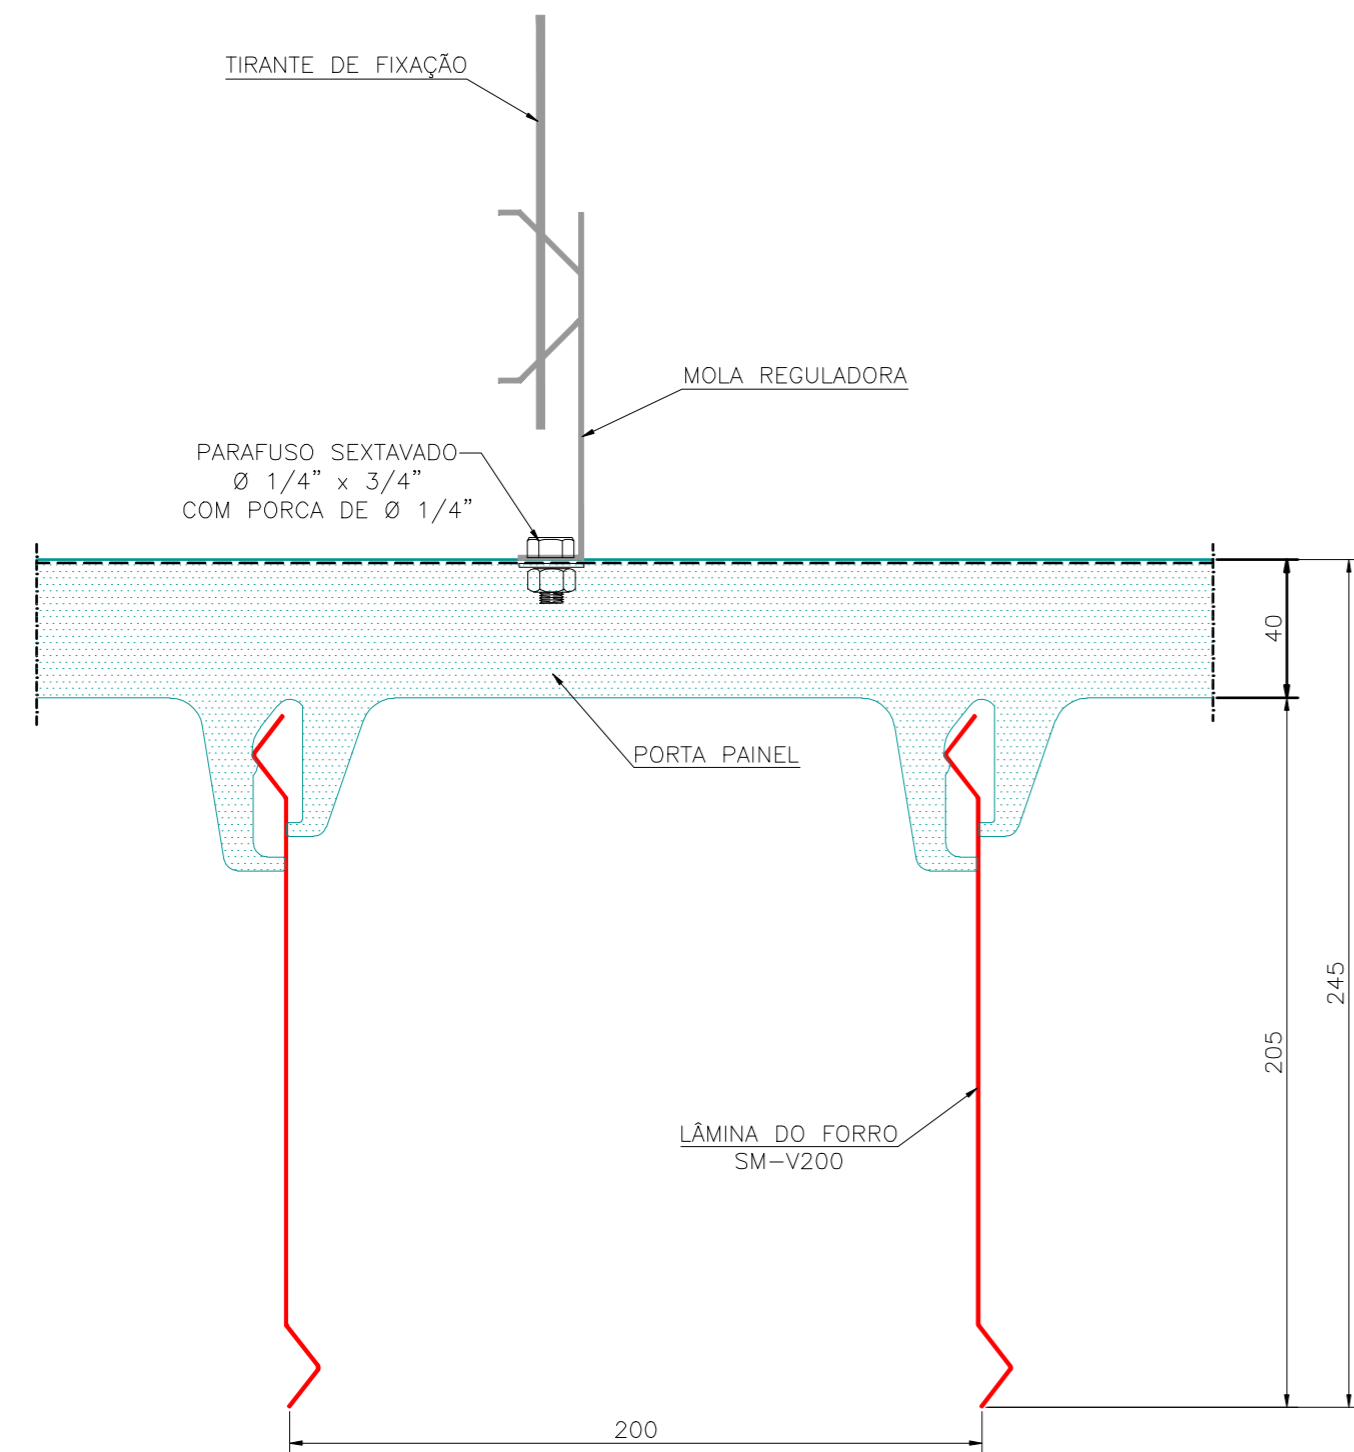 TIRANTE DE FIXAÇÃO
MOLA REGULADORA
PARAFUSO SEXTAVADO
Ø 1/4” x 3/4”
COM PORCA DE Ø 1/4”
40
PORTA PAINEL
245
205
LÂMINA DO FORRO
SM-V200
200